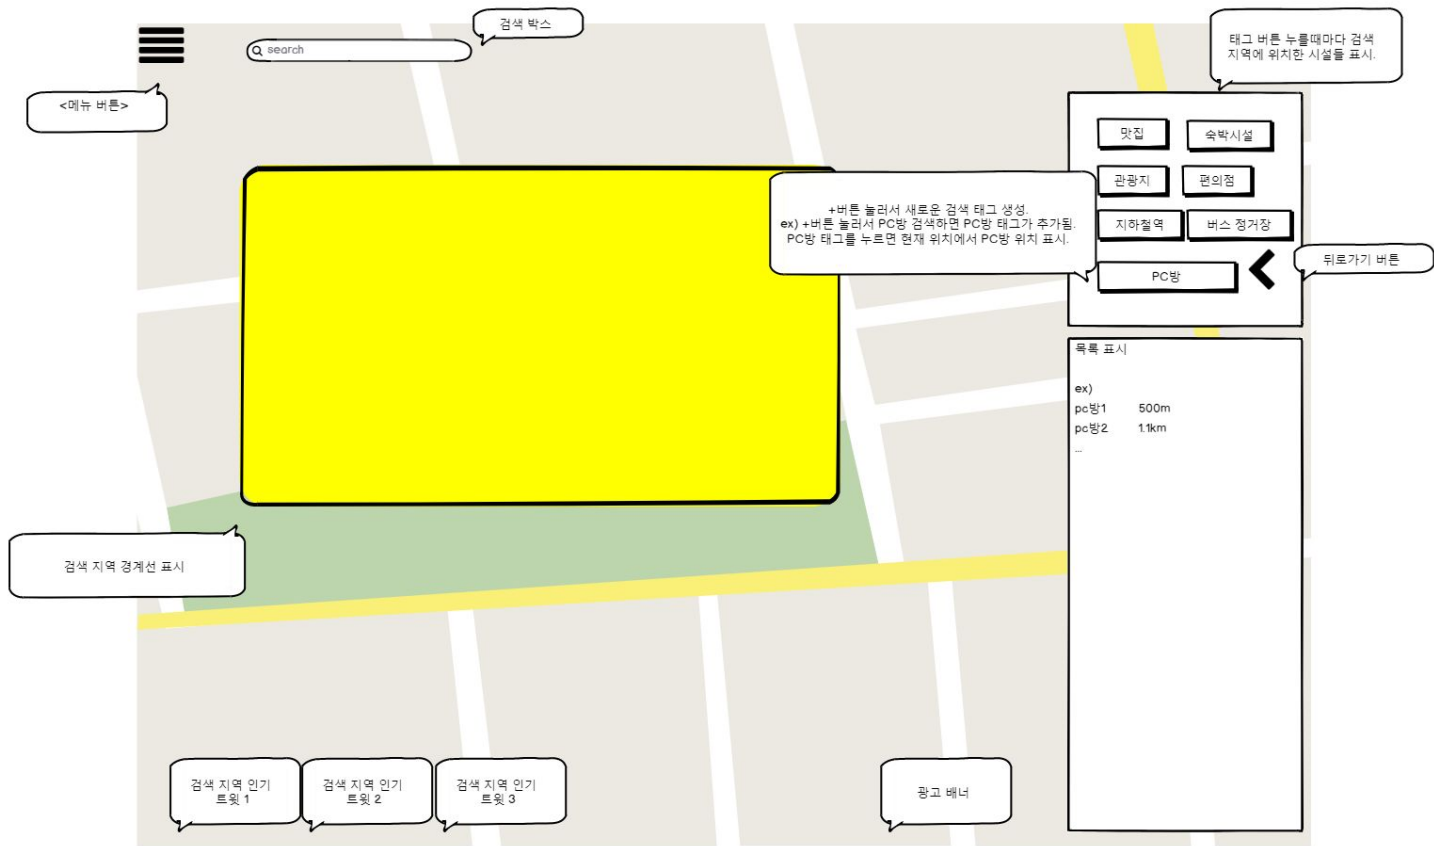 검색 박스
search
<메뉴 버튼>
태그 버튼 누를때마다 검색
지역에 위치한 시설들 표시.
맛집
숙박시설
관광지
편의점
지하철역
버스 정거장
PC방
+버튼 눌러서 새로운 검색 태그 생성.
ex) +버튼 눌러서 PC방 검색하면 PC방 태그가 추가됨.
PC방 태그를 누르면 현재 위치에서 PC방 위치 표시.
뒤로가기 버튼
목록 표시
ex)
pc방1 500m
pc방2 1.1km
...
검색 지역 경계선 표시
검색 지역 인기
트윗 1
검색 지역 인기
트윗 2
검색 지역 인기
트윗 3
광고 배너